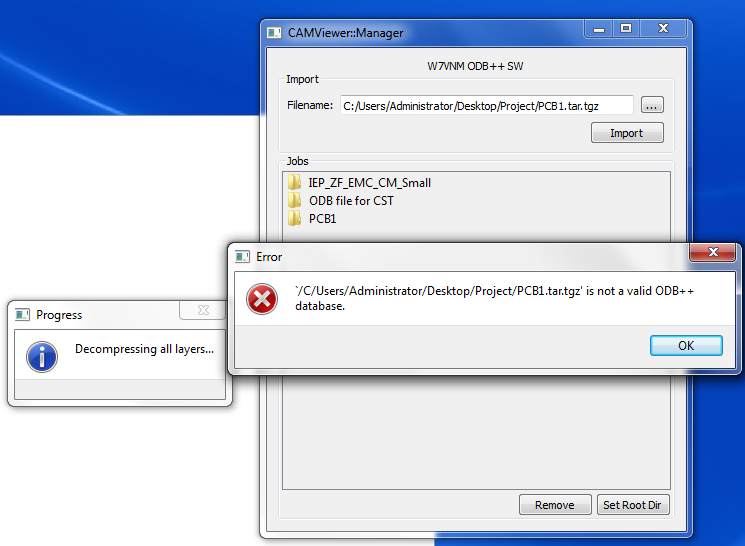 CAMViewer::Manager
W7VNM ODB++ SW
Import
Filename: C:/Users/Administrator/Desktop/Project/PCB1.tar.tgz ...
Import
Jobs
IEP_ZF_EMC_CM_Small
ODB file for CST
PCB1
Error
`/C/Users/Administrator/Desktop/Project/PCB1.tar.tgz' is not a valid ODB++
database.
OK
Progress
Decompressing all layers...
Remove Set Root Dir